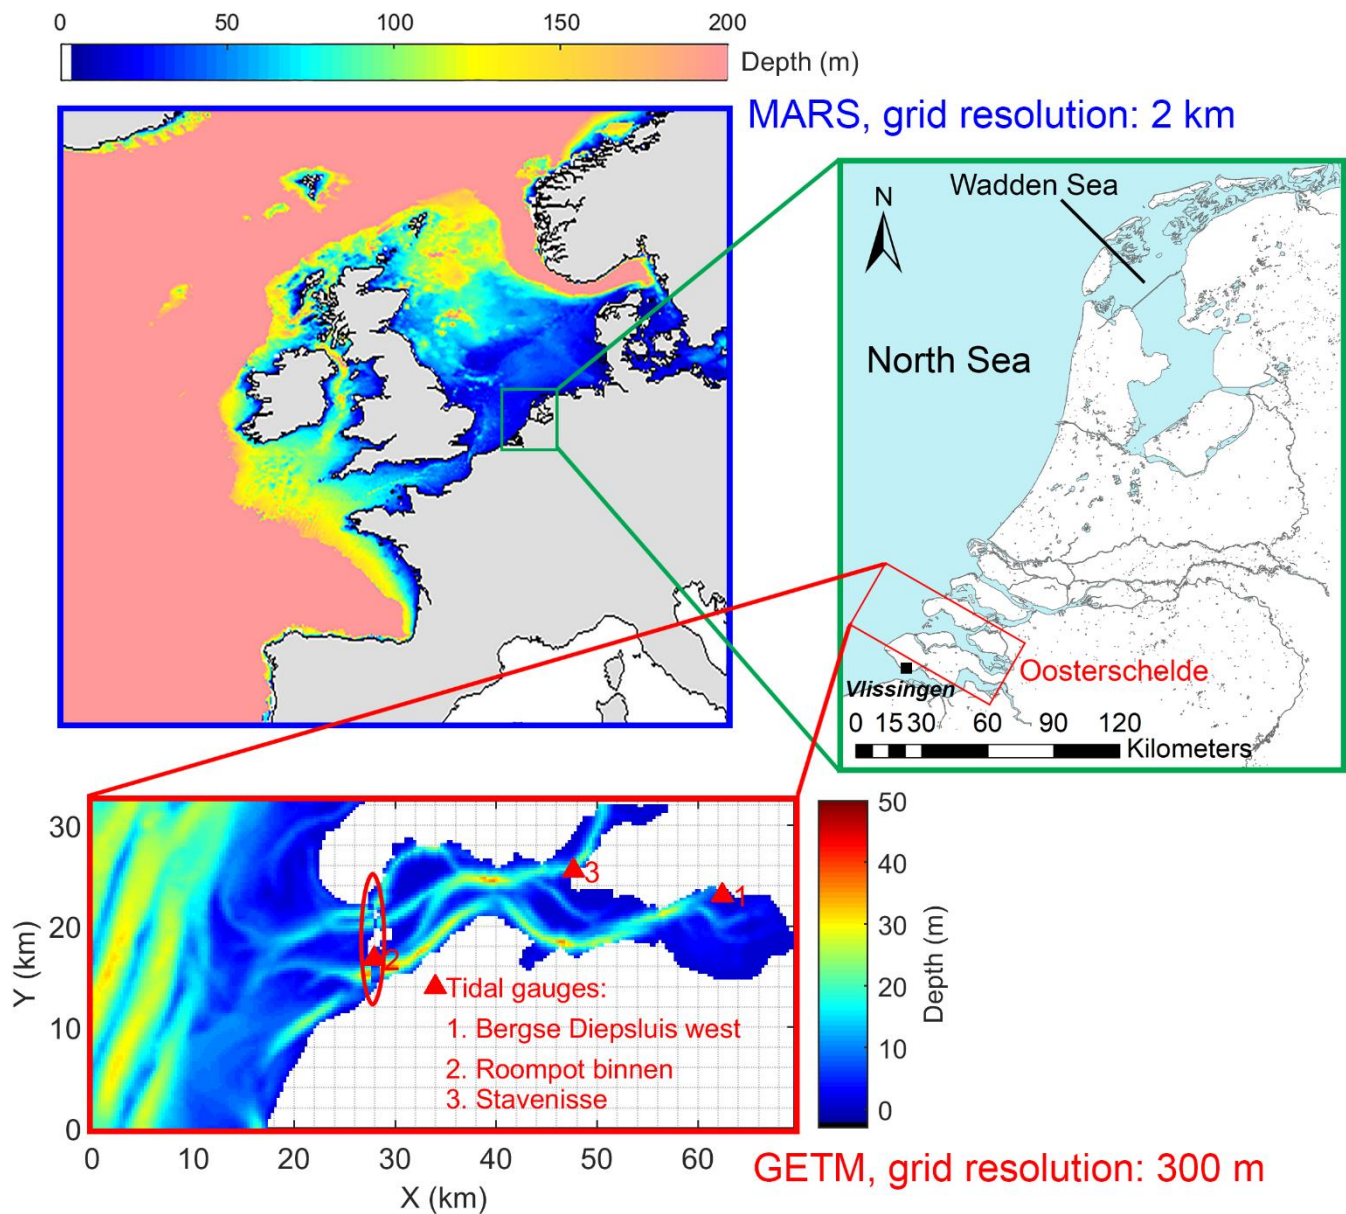 0 50 100 150 200
Depth (m)
MARS, grid resolution: 2 km
N
Wadden Sea
North Sea
Oosterschelde
Vlissingen
0 15 30 60 90 120
Kilometers
30
20
10
0
Y (km)
0 10 20 30 40 50 60
X (km)
3
1
2
Tidal gauges:
1. Bergse Diepsluis west
2. Roompot binnen
3. Stavenisse
50
40
30
20
10
0
Depth (m)
GETM, grid resolution: 300 m